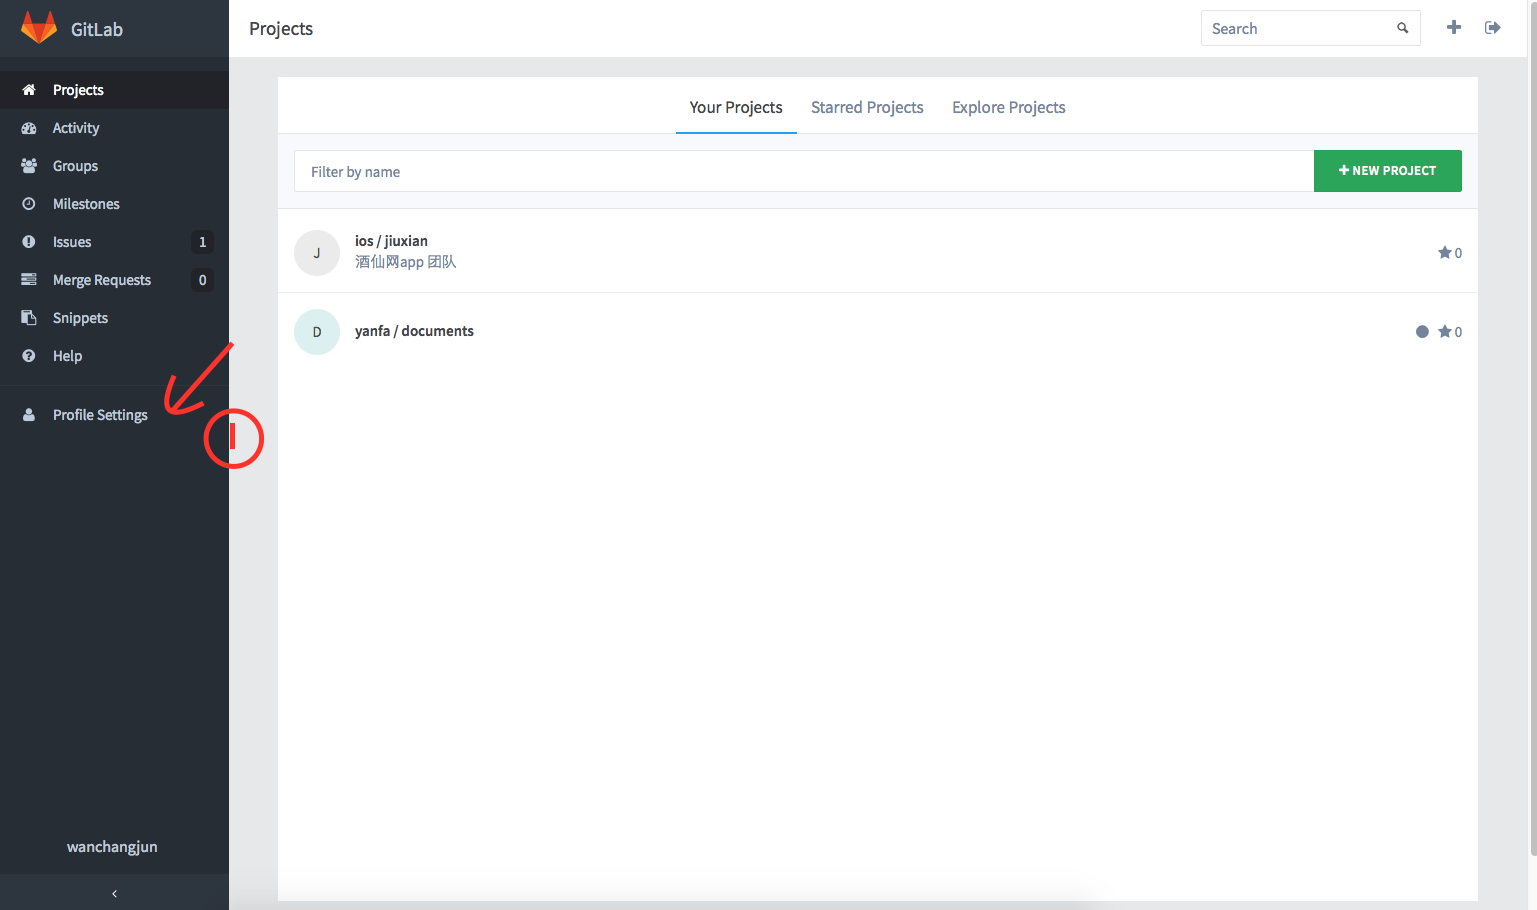 GitLab
Projects
Search
Projects
Activity
Groups
Milestones
Issues 1
Merge Requests 0
Snippets
Help
Profile Settings
1
wanchangjun
Your Projects Starred Projects Explore Projects
Filter by name
NEW PROJECT
J
ios / jiuxian
酒仙网app 团队
0
D
yanfa / documents
0